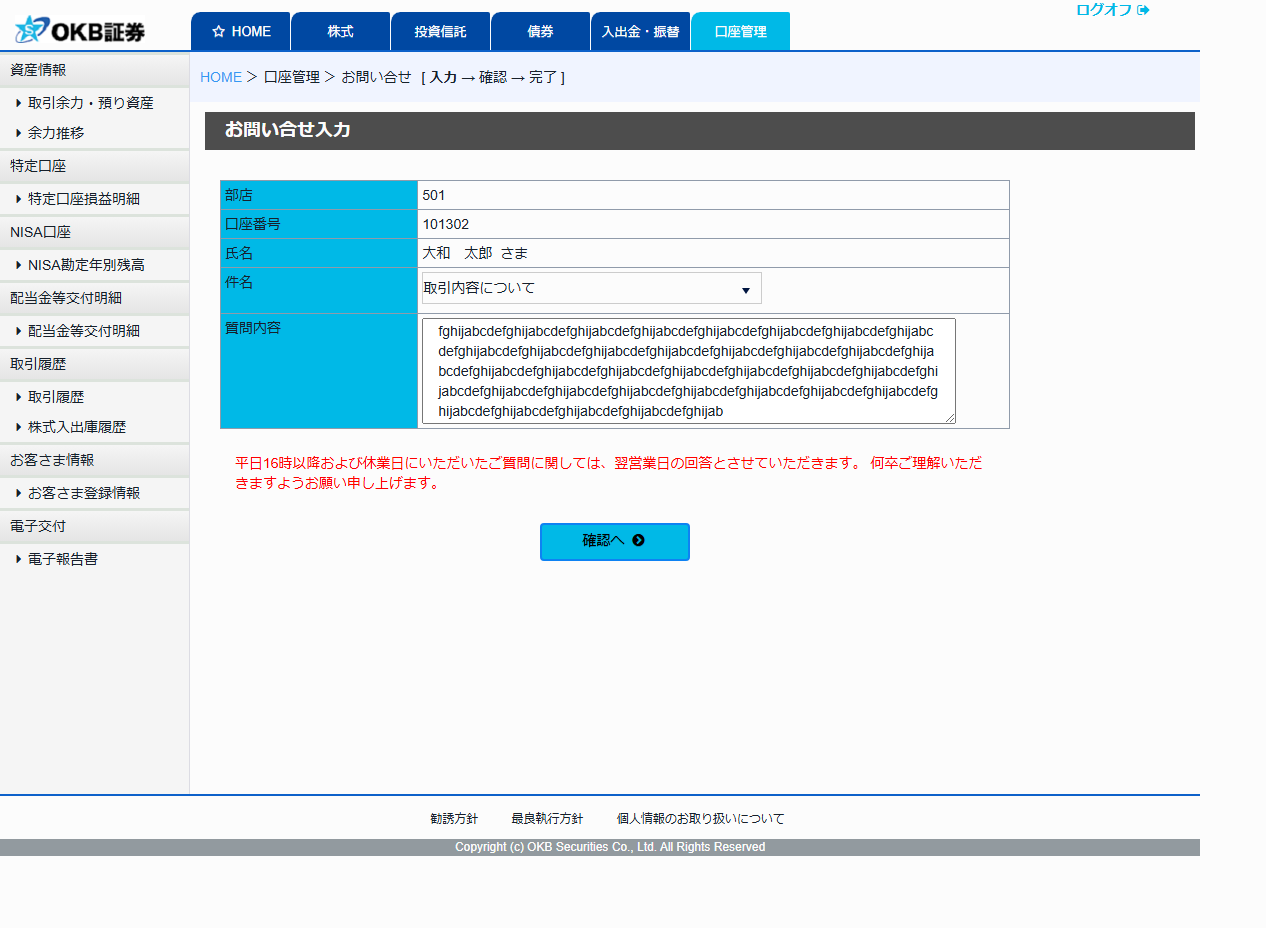 ログオフ
OKB証券
HOME 株式 投資信託 債券 入出金・振替 口座管理
HOME > 口座管理 > お問い合せ [ 入力 → 確認 → 完了 ]
資産情報
取引余力・預り資産
余力推移
特定口座
特定口座損益明細
NISA口座
NISA勘定年別残高
配当金等交付明細
配当金等交付明細
取引履歴
取引履歴
株式入出庫履歴
お客さま情報
お客さま登録情報
電子交付
電子報告書
お問い合せ入力
部店 501
口座番号 101302
氏名 大和　太郎 さま
件名 取引内容について
質問内容
fghijabcdefghijabcdefghijabcdefghijabcdefghijabcdefghijabcdefghijabcdefghijabc
defghijabcdefghijabcdefghijabcdefghijabcdefghijabcdefghijabcdefghijabcdefghija
bcdefghijabcdefghijabcdefghijabcdefghijabcdefghijabcdefghijabcdefghijabcdefghi
jabcdefghijabcdefghijabcdefghijabcdefghijabcdefghijabcdefghijabcdefghijabcdefg
hijabcdefghijabcdefghijabcdefghijabcdefghijab
平日16時以降および休業日にいただいたご質問に関しては、翌営業日の回答とさせていただきます。 何卒ご理解いただ
きますようお願い申し上げます。
確認へ
勧誘方針 最良執行方針 個人情報のお取り扱いについて
Copyright (c) OKB Securities Co., Ltd. All Rights Reserved